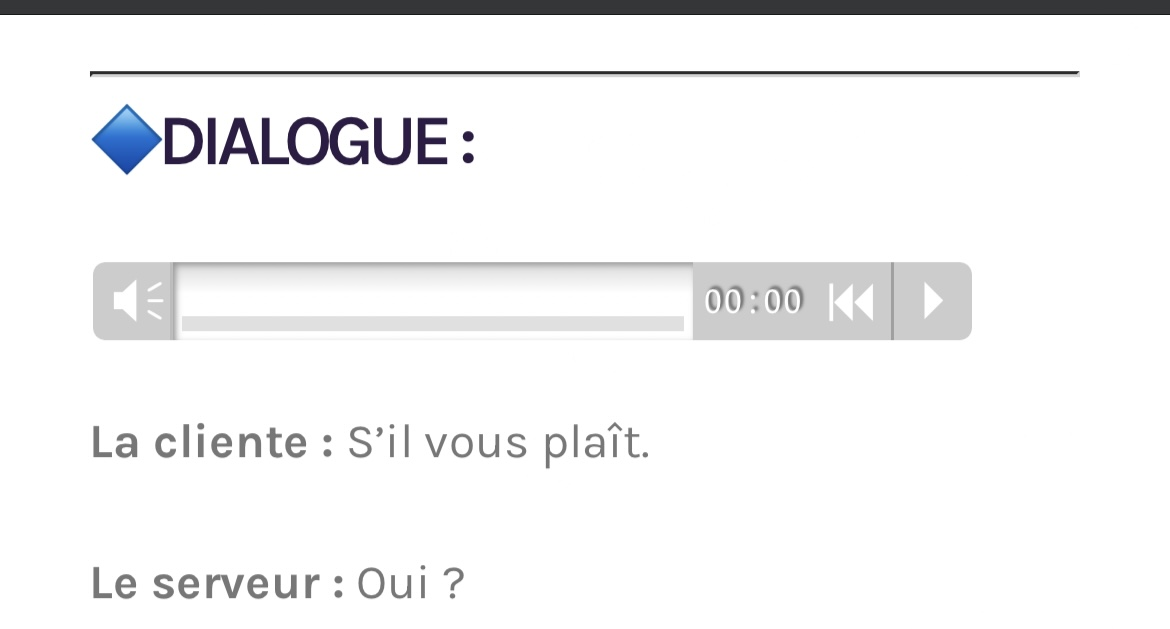 DIALOGUE :
00:00
La cliente : S’il vous plaît.
Le serveur : Oui ?